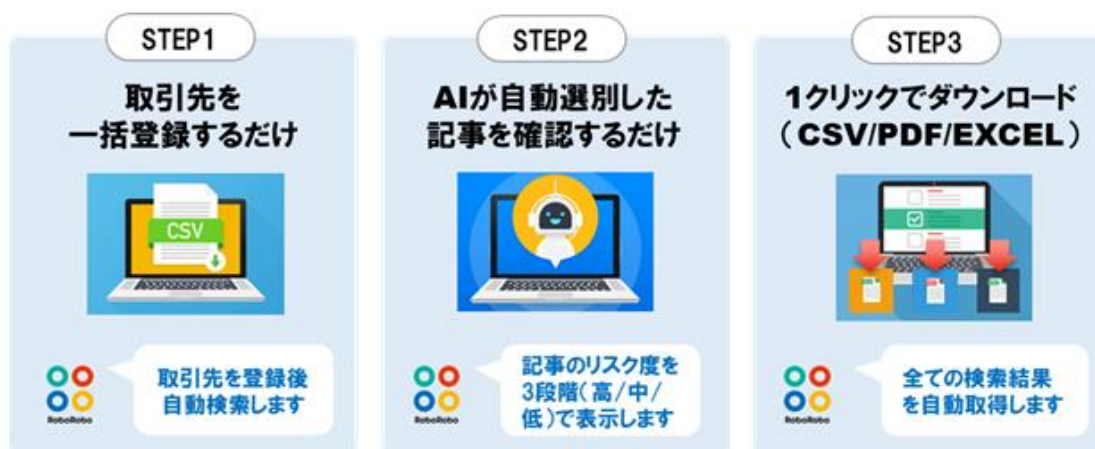 STEP1
取引先を
一括登録するだけ
CSV
取引先を登録後
自動検索します
RoboRobo
STEP2
AIが自動選別した
記事を確認するだけ
記事のリスク度を
3段階(高/中/
低)で表示します
RoboRobo
STEP3
1クリックでダウンロード
(CSV/PDF/EXCEL)
全ての検索結果
を自動取得します
RoboRobo